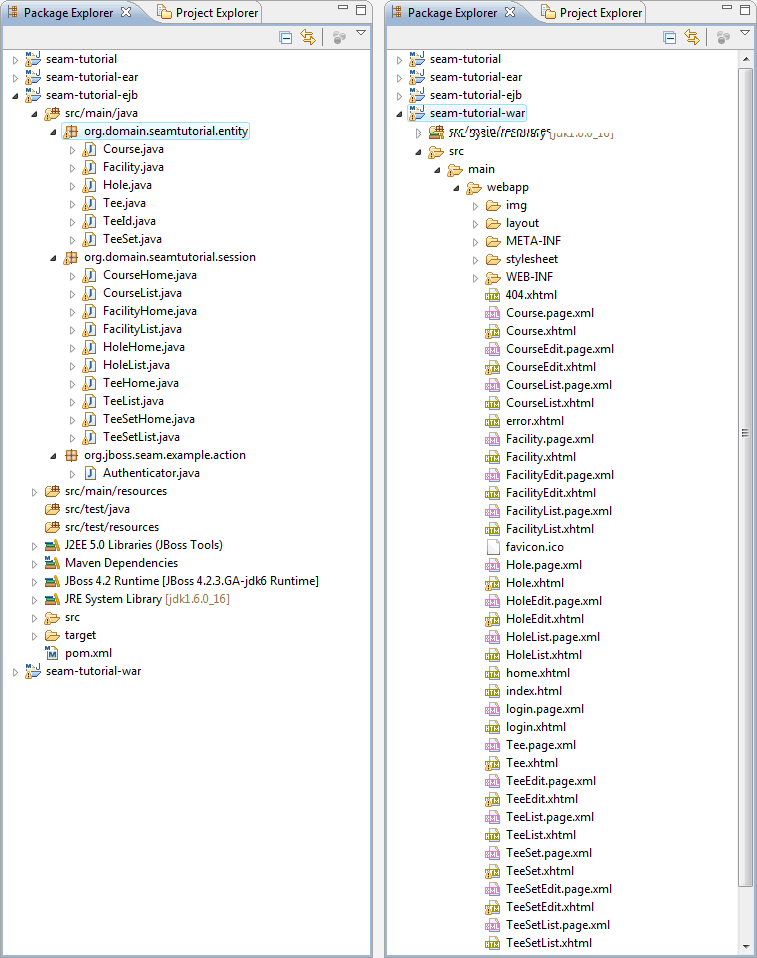 Package Explorer
Project Explorer
seam-tutorial
seam-tutorial-ear
seam-tutorial-ejb
src/main/java
org.domain.seamtutorial.entity
Course.java
Facility.java
Hole.java
Tee.java
TeeId.java
TeeSet.java
org.domain.seamtutorial.session
CourseHome.java
CourseList.java
FacilityHome.java
FacilityList.java
HoleHome.java
HoleList.java
TeeHome.java
TeeList.java
TeeSetHome.java
TeeSetList.java
org.jboss.seam.example.action
Authenticator.java
src/main/resources
src/test/java
src/test/resources
J2EE 5.0 Libraries (JBoss Tools)
Maven Dependencies
JBoss 4.2 Runtime [JBoss 4.2.3.GA-jdk6 Runtime]
JRE System Library [jdk1.6.0_16]
src
target
pom.xml
seam-tutorial-war
Package Explorer
Project Explorer
seam-tutorial
seam-tutorial-ear
seam-tutorial-ejb
seam-tutorial-war
[jdk1.6.0_16]
src
main
webapp
img
layout
META-INF
stylesheet
WEB-INF
404.xhtml
Course.page.xml
Course.xhtml
CourseEdit.page.xml
CourseEdit.xhtml
CourseList.page.xml
CourseList.xhtml
error.xhtml
Facility.page.xml
Facility.xhtml
FacilityEdit.page.xml
FacilityEdit.xhtml
FacilityList.page.xml
FacilityList.xhtml
favicon.ico
Hole.page.xml
Hole.xhtml
HoleEdit.page.xml
HoleEdit.xhtml
HoleList.page.xml
HoleList.xhtml
home.xhtml
index.html
login.page.xml
login.xhtml
Tee.page.xml
Tee.xhtml
TeeEdit.page.xml
TeeEdit.xhtml
TeeList.page.xml
TeeList.xhtml
TeeSet.page.xml
TeeSet.xhtml
TeeSetEdit.page.xml
TeeSetEdit.xhtml
TeeSetList.page.xml
TeeSetList.xhtml